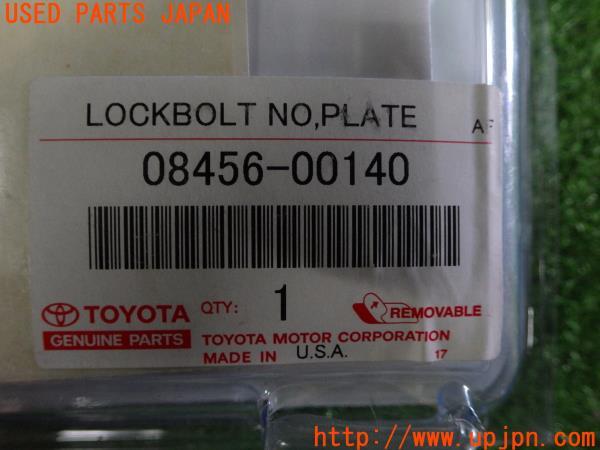 USED PARTS JAPAN
LOCKBOLT NO,PLATE
08456-00140
TOYOTA
GENUINE PARTS
QTY: 1
REMOVABLE
TOYOTA MOTOR CORPORATION
MADE IN U.S.A.
17
http://www.upjpn.com